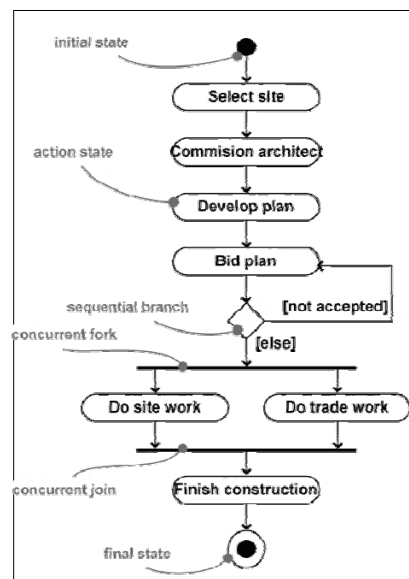 initial state
Select site
Commision architect
action state
Develop plan
Bid plan
sequential branch
[not accepted]
concurrent fork
[else]
Do site work
Do trade work
concurrent join
Finish construction
final state